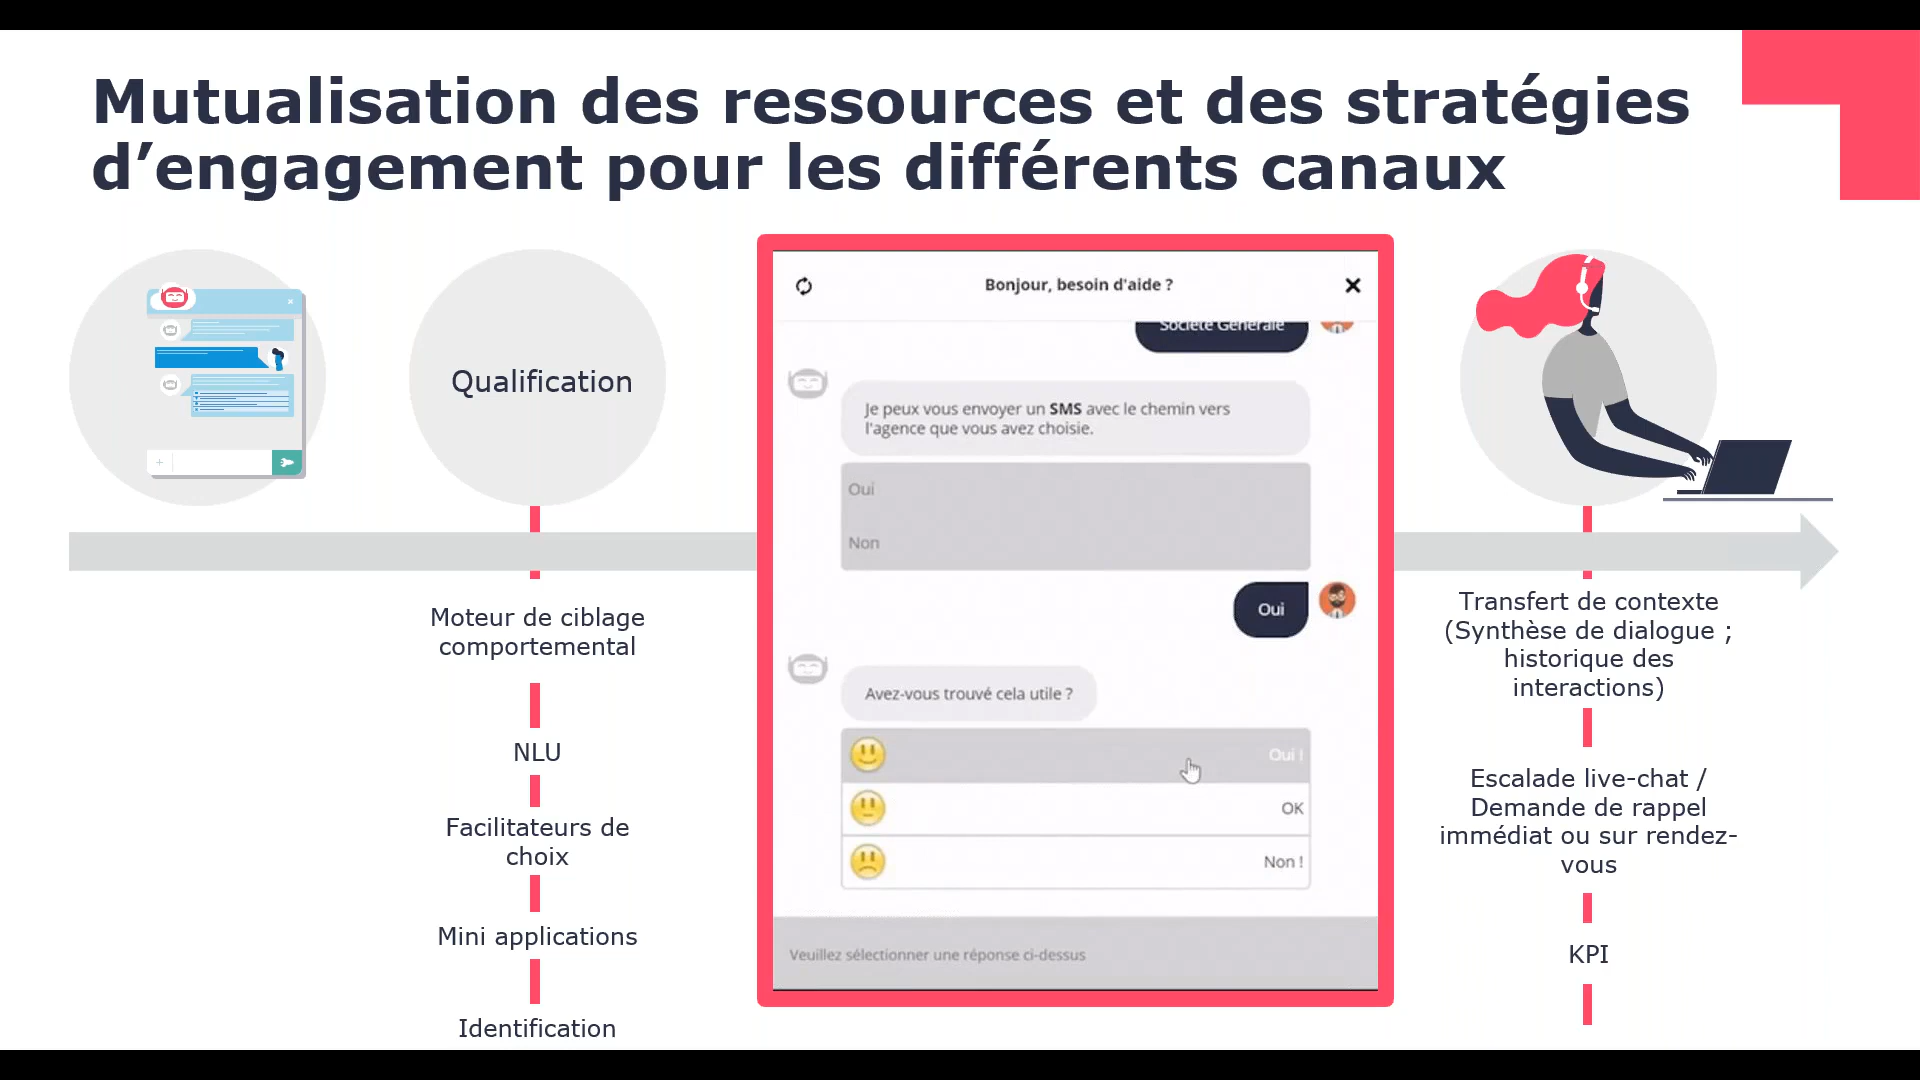 Mutualisation des ressources et des stratégies
d’engagement pour les différents canaux
Qualification
Moteur de ciblage
comportemental
NLU
Facilitateurs de
choix
Mini applications
Identification
Bonjour, besoin d'aide ?
Société Générale
Je peux vous envoyer un SMS avec le chemin vers
l'agence que vous avez choisie.
Oui
Non
Oui
Avez-vous trouvé cela utile ?
Oui !
OK
Non !
Veuillez sélectionner une réponse ci-dessus
Transfert de contexte
(Synthèse de dialogue ;
historique des
interactions)
Escalade live-chat /
Demande de rappel
immédiat ou sur rendez-
vous
KPI